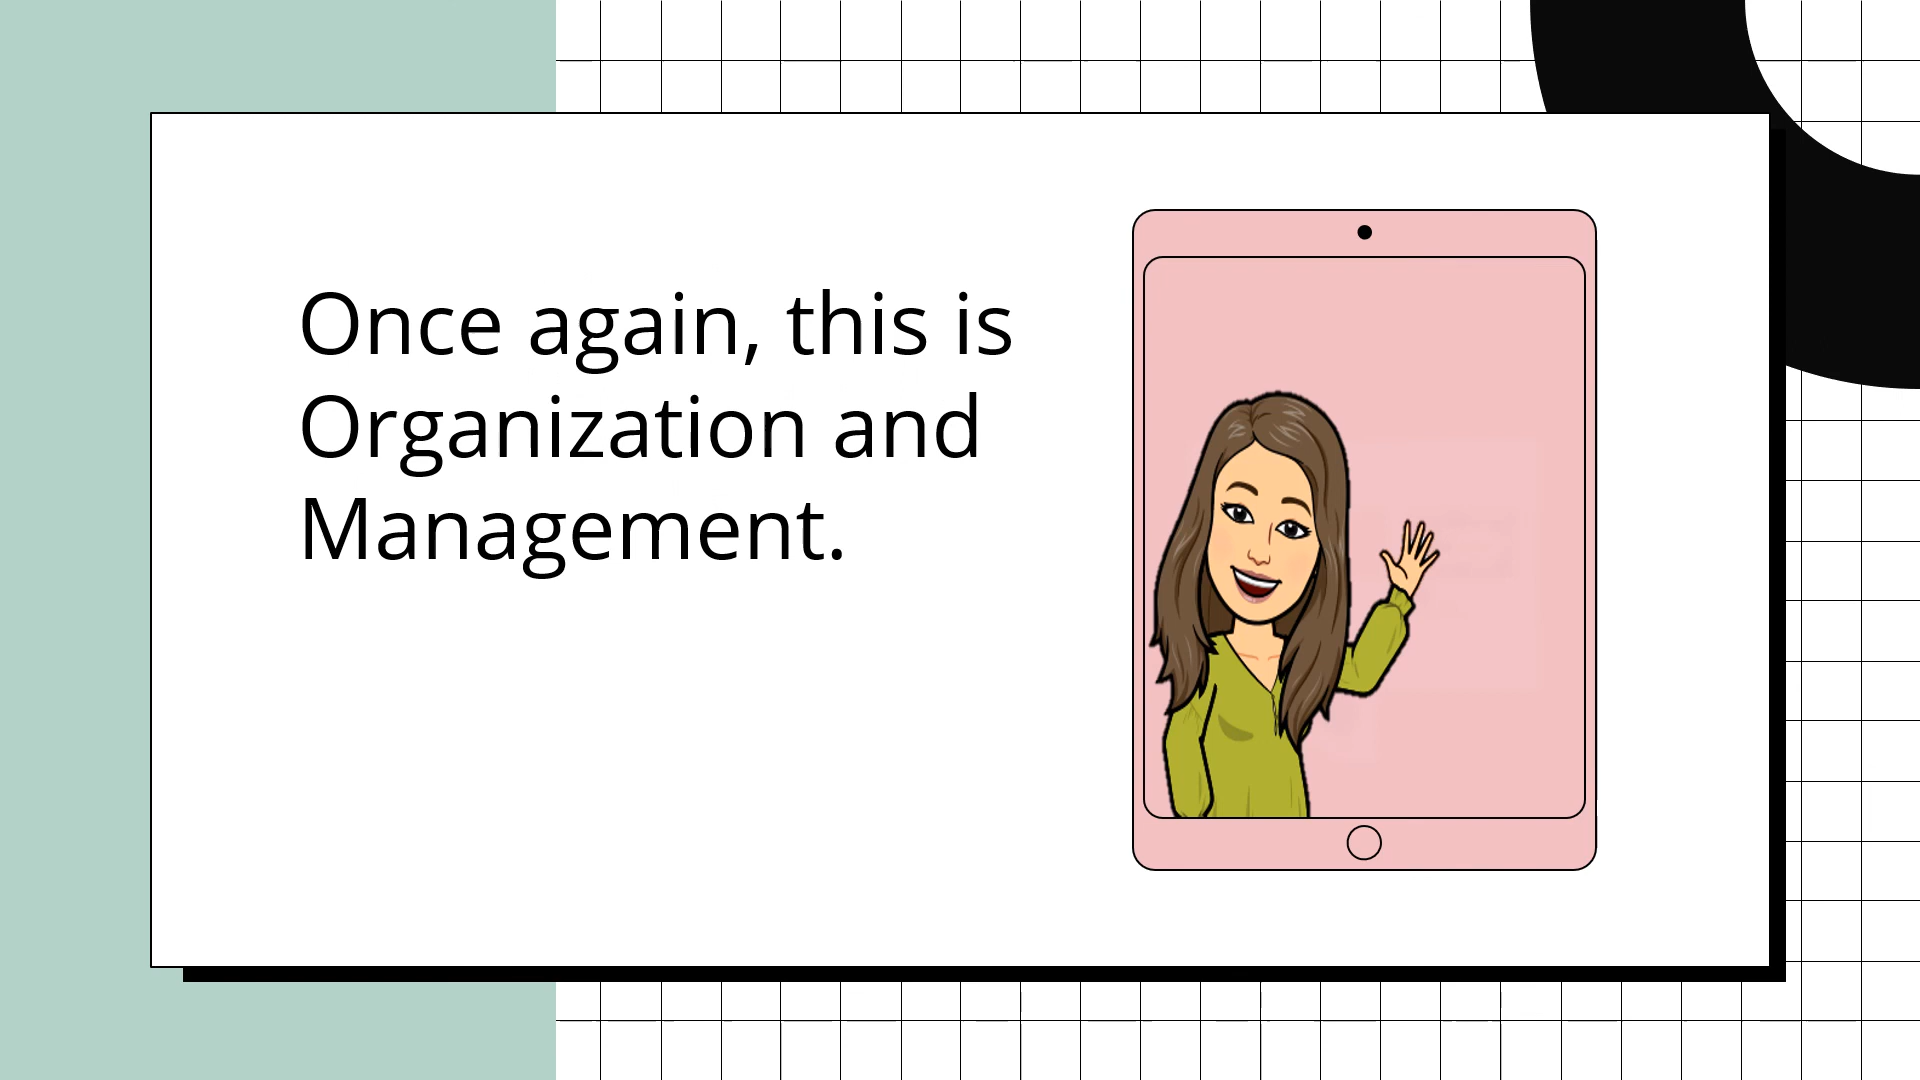 Once again, this is
Organization and
Management.